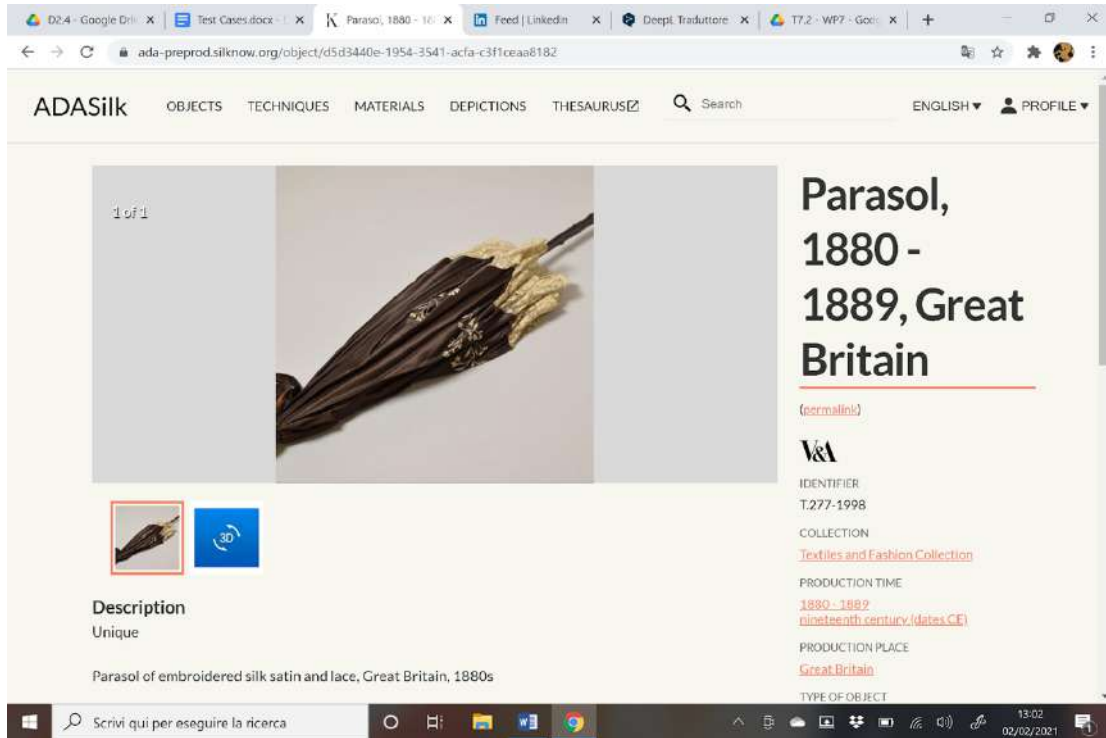 D2.4 - Google Dri
Test Cases.docx -
Parasol, 1880 - 18
Feed | LinkedIn
DeepL Traduttore
T7.2 - WP7 - Goo
ada-preprod.silknow.org/object/d5d3440e-1954-3541-acfa-c3f1ceaa8182
ADASilk
OBJECTS
TECHNIQUES
MATERIALS
DEPICTIONS
THESAURUS
Search
ENGLISH
PROFILE
1 of 1
3D
Description
Unique
Parasol of embroidered silk satin and lace, Great Britain, 1880s
Parasol,
1880 -
1889, Great
Britain
(permalink)
V&A
IDENTIFIER
T.277-1998
COLLECTION
Textiles and Fashion Collection
PRODUCTION TIME
1880 - 1889
nineteenth century (dates CE)
PRODUCTION PLACE
Great Britain
TYPE OF OBJECT
Scrivi qui per eseguire la ricerca
13:02
02/02/2021